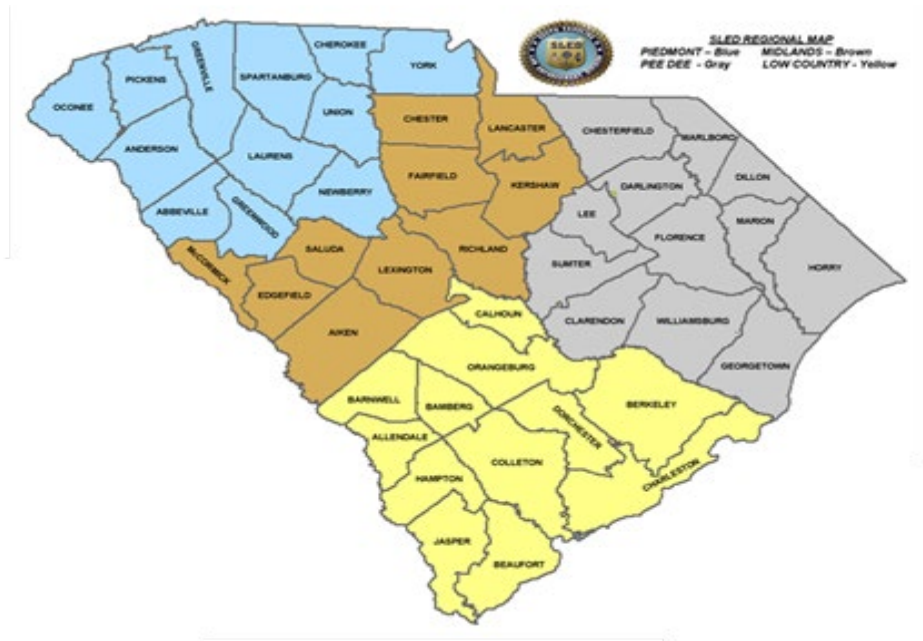 SLED REGIONAL MAP
PIEDMONT – Blue MIDLANDS – Brown
PEE DEE - Gray LOW COUNTRY - Yellow
SLED
CHEROKEE
YORK
GREENVILLE
SPARTANBURG
PICKENS
OCONEE
UNION
CHESTER
LANCASTER
CHESTERFIELD
MARLBORO
ANDERSON
LAURENS
FAIRFIELD
KERSHAW
DARLINGTON
DILLON
NEWBERRY
ABBEVILLE
GREENWOOD
LEE
MARION
FLORENCE
SALUDA
RICHLAND
McCORMICK
LEXINGTON
SUMTER
HORRY
EDGEFIELD
CALHOUN
CLARENDON
WILLIAMSBURG
AIKEN
ORANGEBURG
GEORGETOWN
BARNWELL
BAMBERG
BERKELEY
DORCHESTER
ALLENDALE
COLLETON
CHARLESTON
HAMPTON
JASPER
BEAUFORT